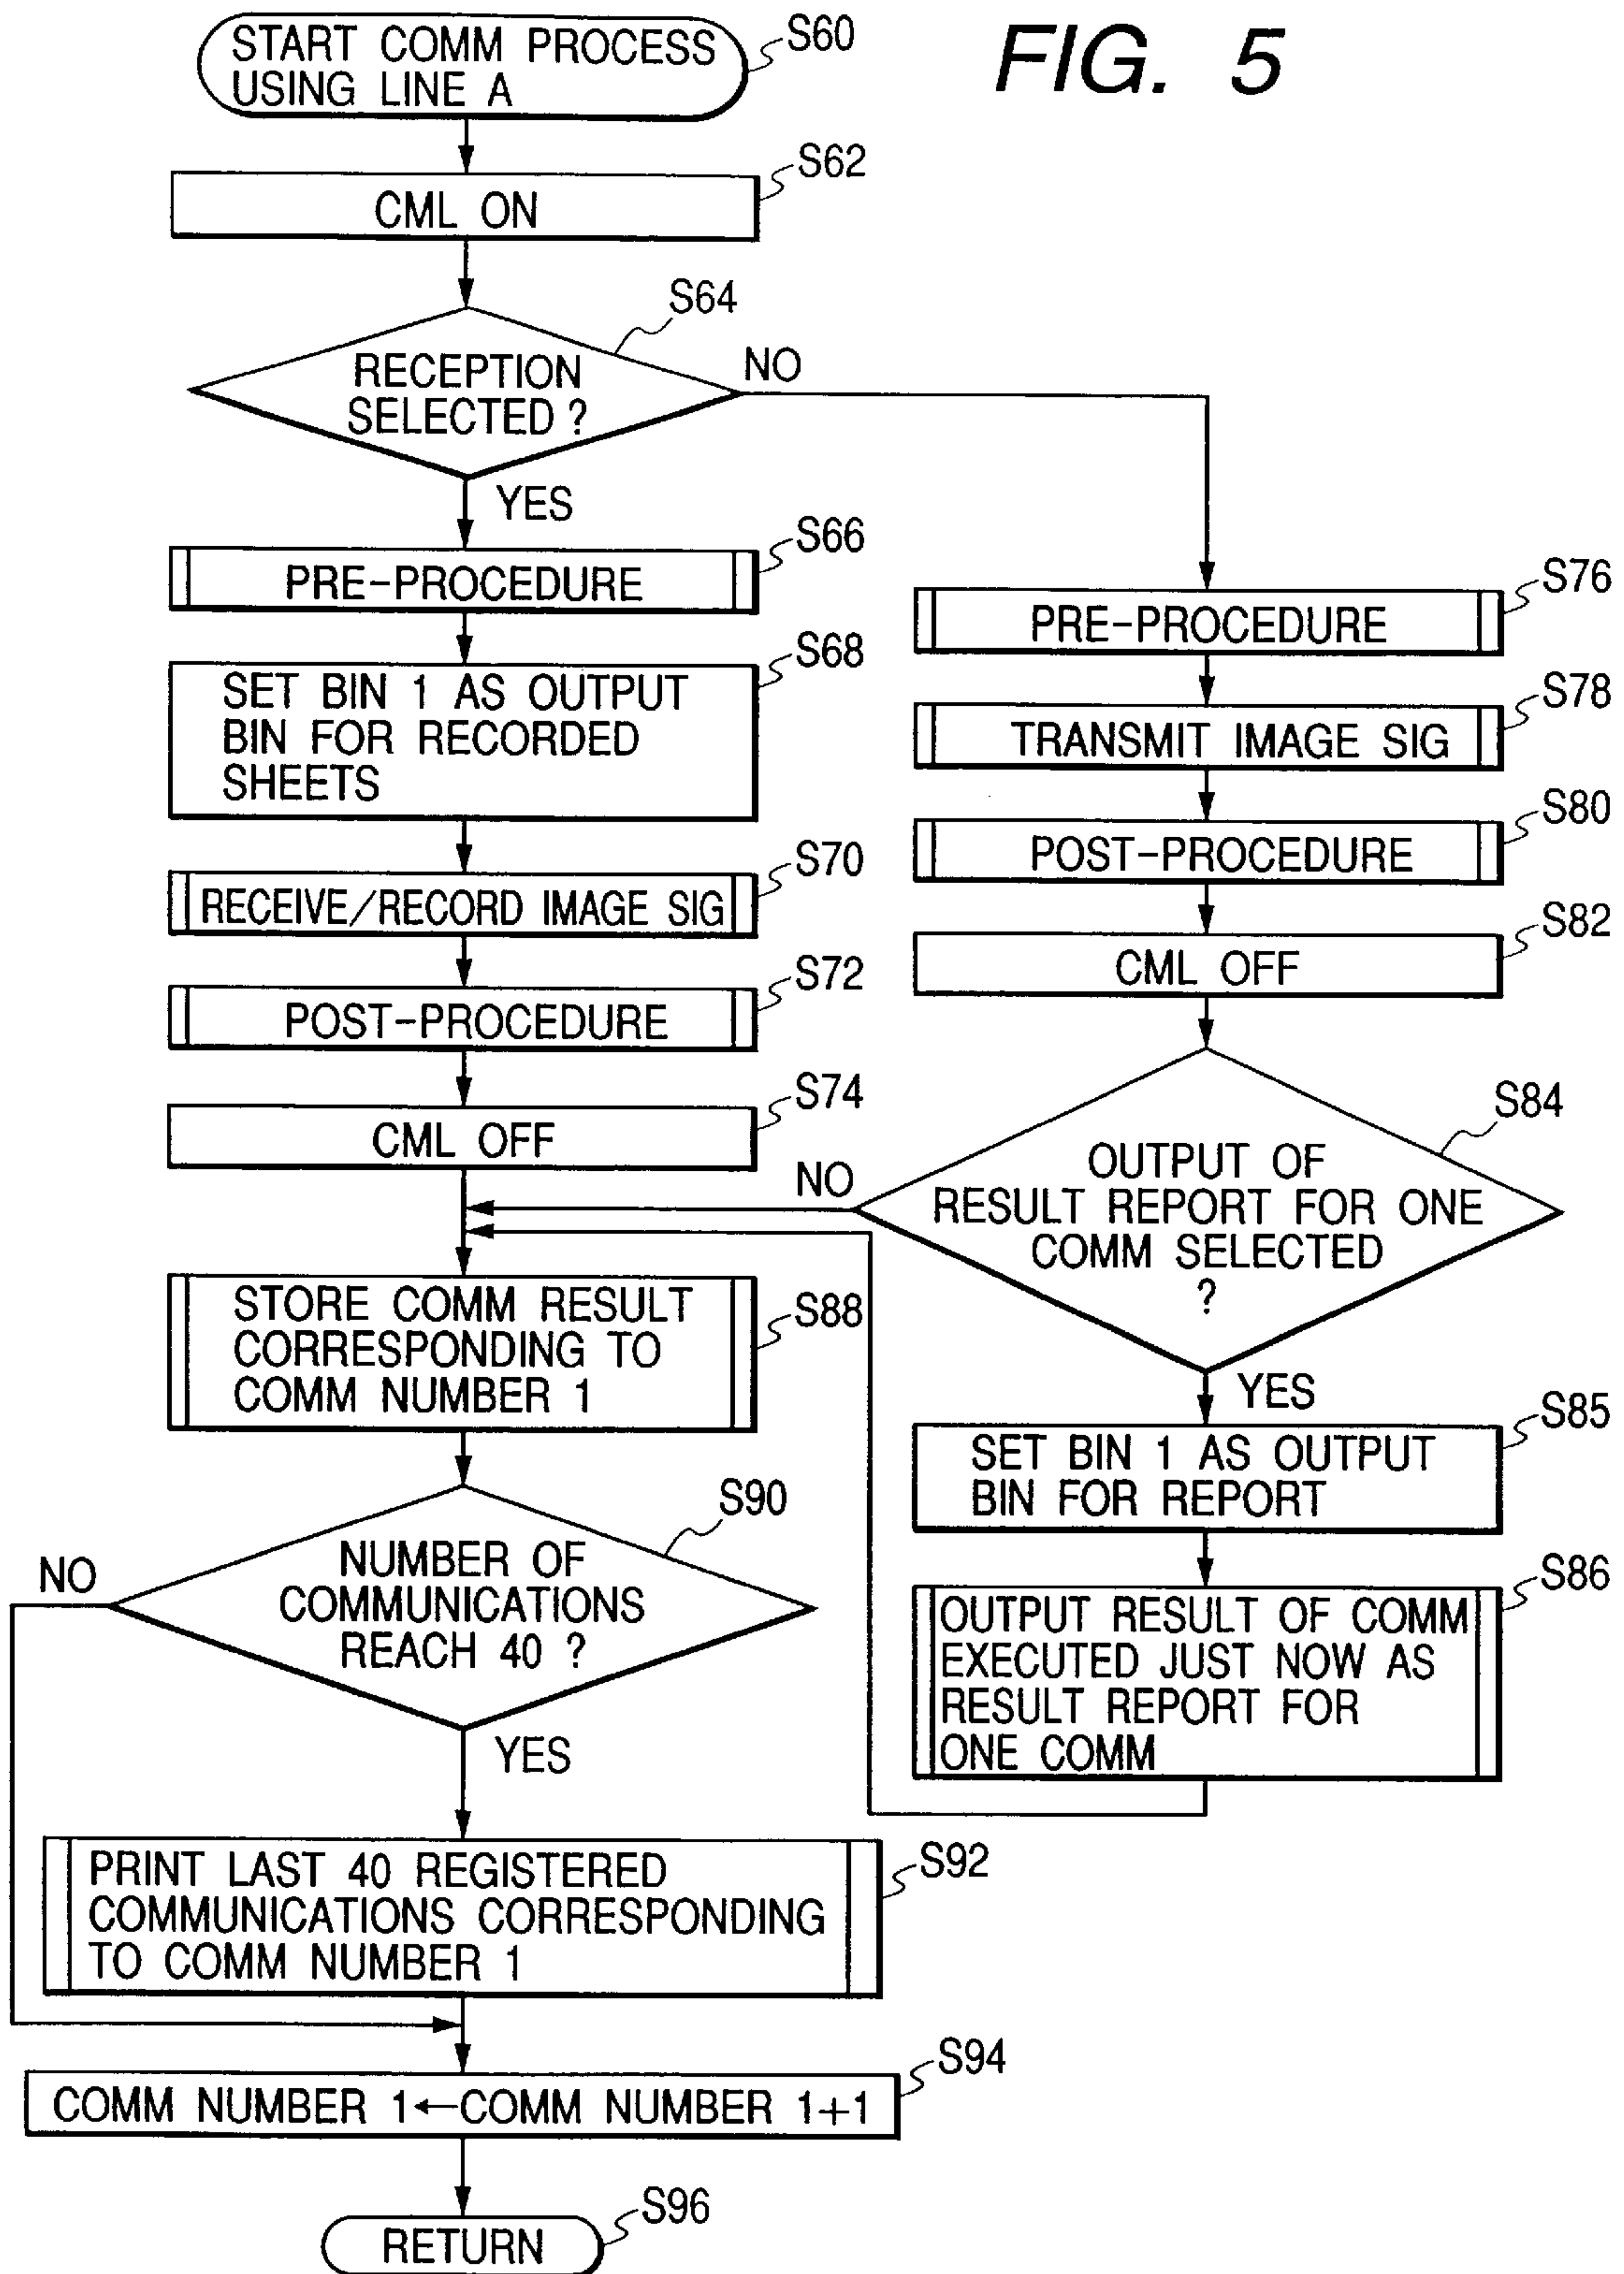 FIG. 5
START COMM PROCESS
USING LINE A
S60
CML ON
S62
RECEPTION
SELECTED ?
S64
NO
YES
PRE-PROCEDURE
S66
SET BIN 1 AS OUTPUT
BIN FOR RECORDED
SHEETS
S68
RECEIVE/RECORD IMAGE SIG
S70
POST-PROCEDURE
S72
CML OFF
S74
PRE-PROCEDURE
S76
TRANSMIT IMAGE SIG
S78
POST-PROCEDURE
S80
CML OFF
S82
OUTPUT OF
RESULT REPORT FOR ONE
COMM SELECTED
?
S84
NO
YES
SET BIN 1 AS OUTPUT
BIN FOR REPORT
S85
OUTPUT RESULT OF COMM
EXECUTED JUST NOW AS
RESULT REPORT FOR
ONE COMM
S86
STORE COMM RESULT
CORRESPONDING TO
COMM NUMBER 1
S88
NUMBER OF
COMMUNICATIONS
REACH 40 ?
S90
NO
YES
PRINT LAST 40 REGISTERED
COMMUNICATIONS CORRESPONDING
TO COMM NUMBER 1
S92
COMM NUMBER 1←COMM NUMBER 1+1
S94
RETURN
S96